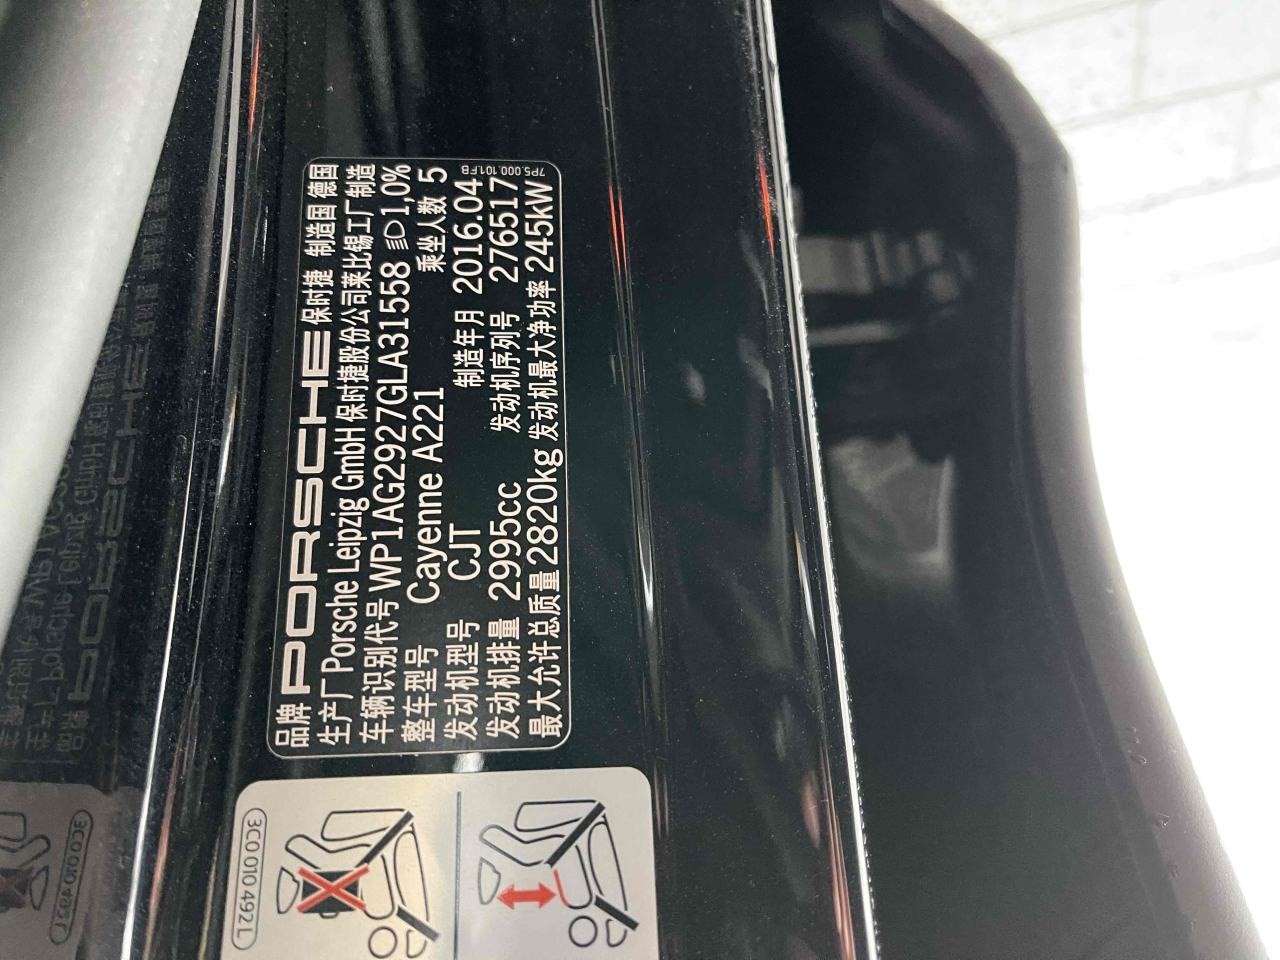 品牌 PORSCHE 保时捷 制造国 德国
生产厂 Porsche Leipzig GmbH 保时捷股份公司莱比锡工厂制造
车辆识别代号 WP1AG2927GLA31558 1,0%
整车型号 Cayenne A221 乘坐人数 5
发动机型号 CJT 制造年月 2016.04
发动机排量 2995cc 发动机序列号 276517
最大允许总质量 2820kg 发动机最大净功率 245kW
7P5.000.101.FB
3C0 010 492 L